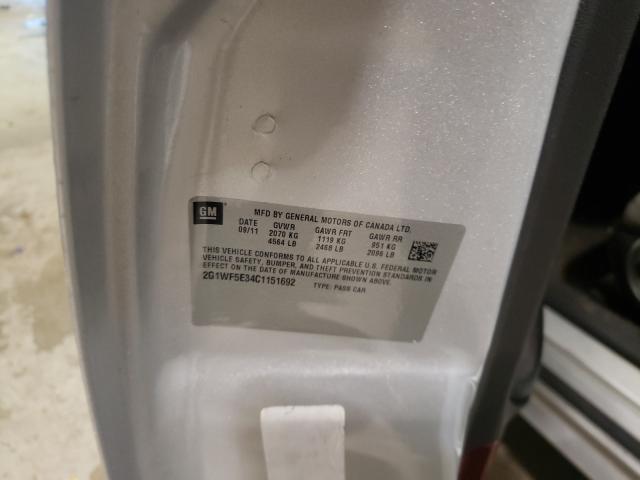 GM
MFD BY GENERAL MOTORS OF CANADA LTD.
DATE GVWR GAWR FRT GAWR RR
09/11 2070 KG 1119 KG 951 KG
4564 LB 2468 LB 2096 LB
THIS VEHICLE CONFORMS TO ALL APPLICABLE U.S. FEDERAL MOTOR
VEHICLE SAFETY, BUMPER, AND THEFT PREVENTION STANDARDS IN
EFFECT ON THE DATE OF MANUFACTURE SHOWN ABOVE.
2G1WF5E34C1151692 TYPE: PASS CAR